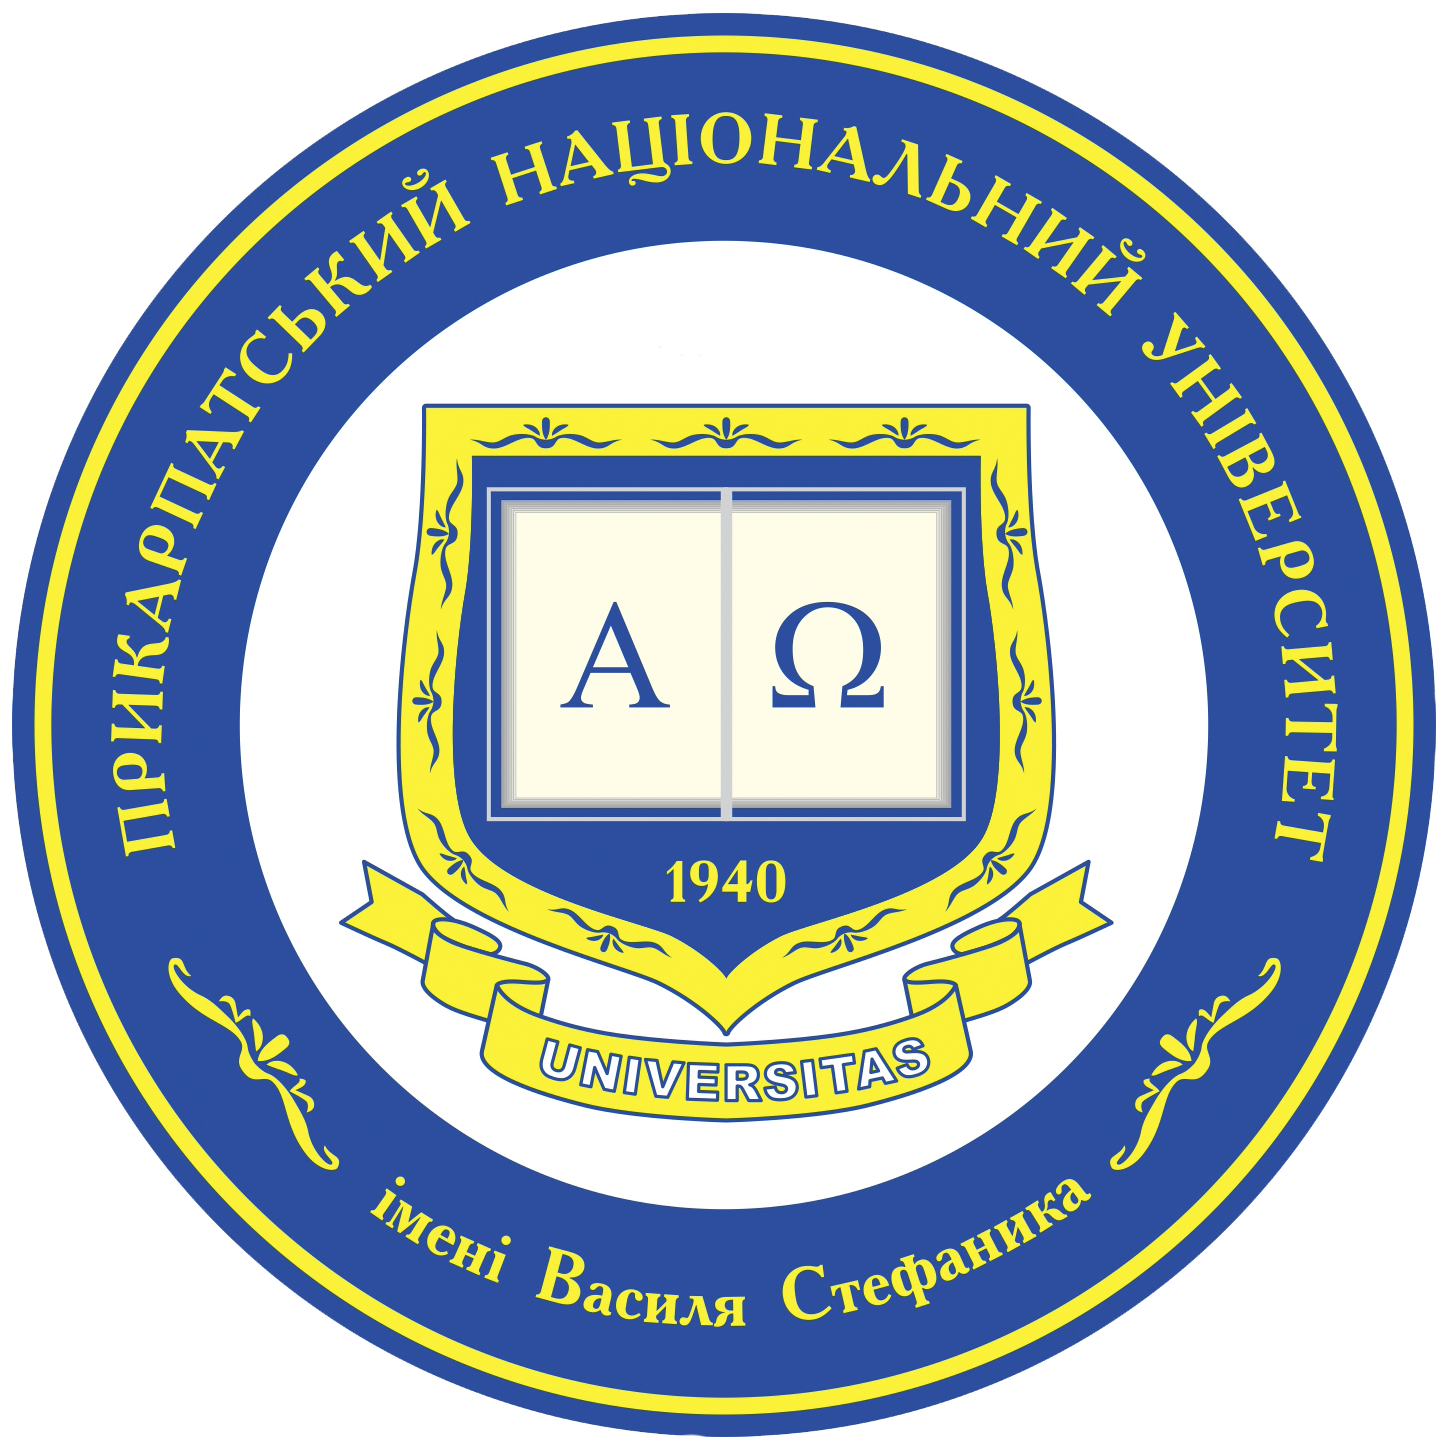 ПРИКАРПАТСЬКИЙ НАЦІОНАЛЬНИЙ УНІВЕРСИТЕТ
Α Ω
1940
UNIVERSITAS
імені Василя Стефаника